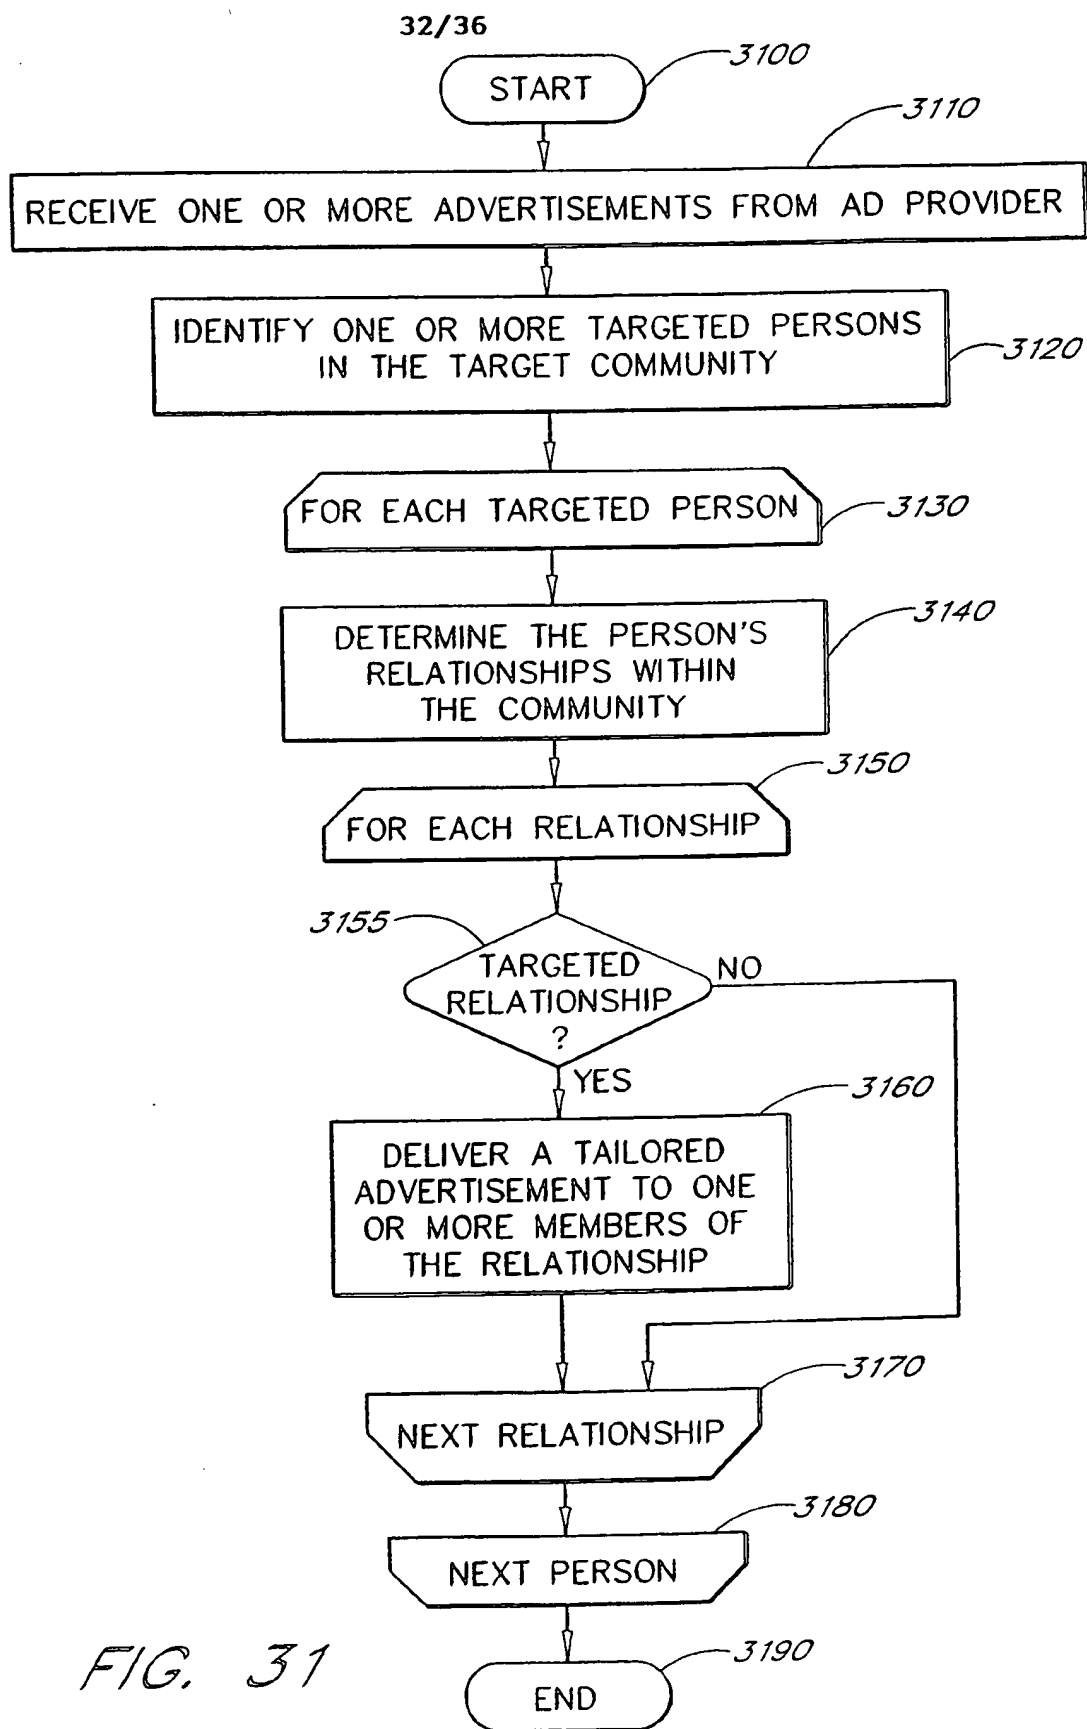 32/36
START
3100
3110
RECEIVE ONE OR MORE ADVERTISEMENTS FROM AD PROVIDER
IDENTIFY ONE OR MORE TARGETED PERSONS
IN THE TARGET COMMUNITY
3120
FOR EACH TARGETED PERSON
3130
DETERMINE THE PERSON'S
RELATIONSHIPS WITHIN
THE COMMUNITY
3140
3150
FOR EACH RELATIONSHIP
3155
TARGETED
RELATIONSHIP
?
NO
YES
3160
DELIVER A TAILORED
ADVERTISEMENT TO ONE
OR MORE MEMBERS OF
THE RELATIONSHIP
3170
NEXT RELATIONSHIP
3180
NEXT PERSON
FIG. 31
3190
END